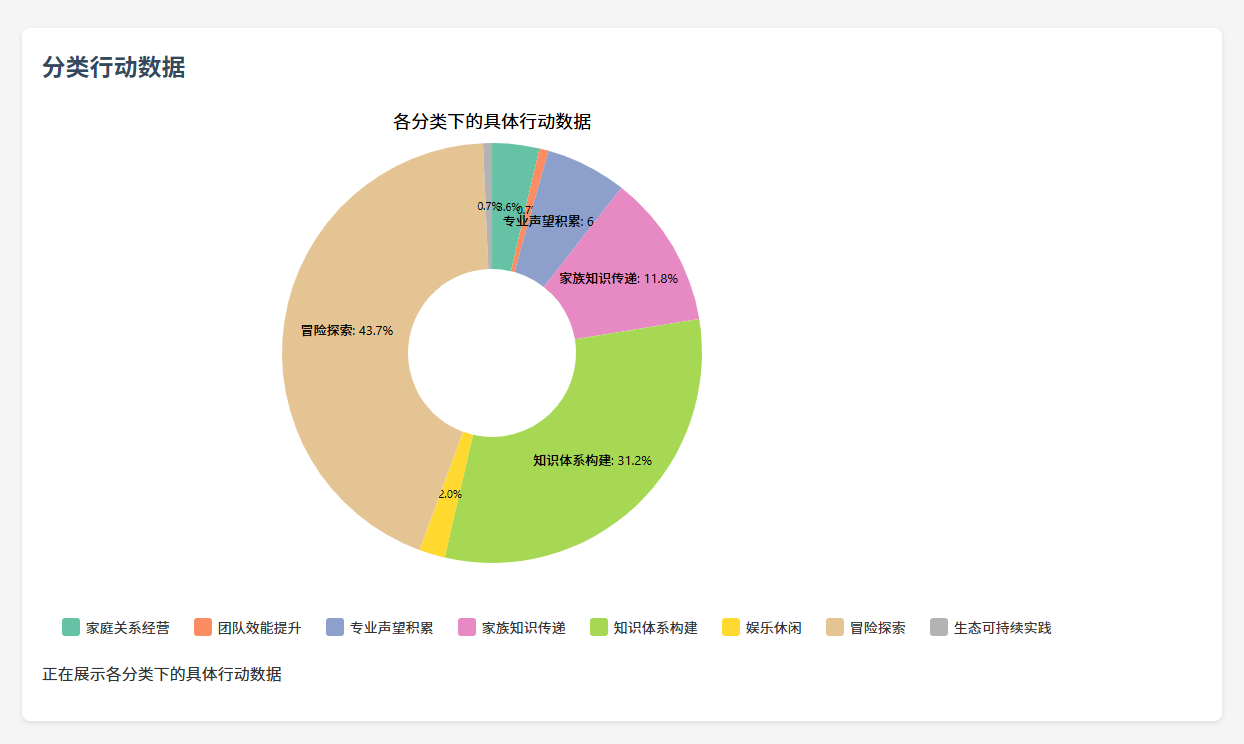 分类行动数据
各分类下的具体行动数据
0.7%
3.6%
0.7
专业声望积累: 6
家族知识传递: 11.8%
冒险探索: 43.7%
知识体系构建: 31.2%
2.0%
家庭关系经营 团队效能提升 专业声望积累 家族知识传递 知识体系构建 娱乐休闲 冒险探索 生态可持续实践
正在展示各分类下的具体行动数据